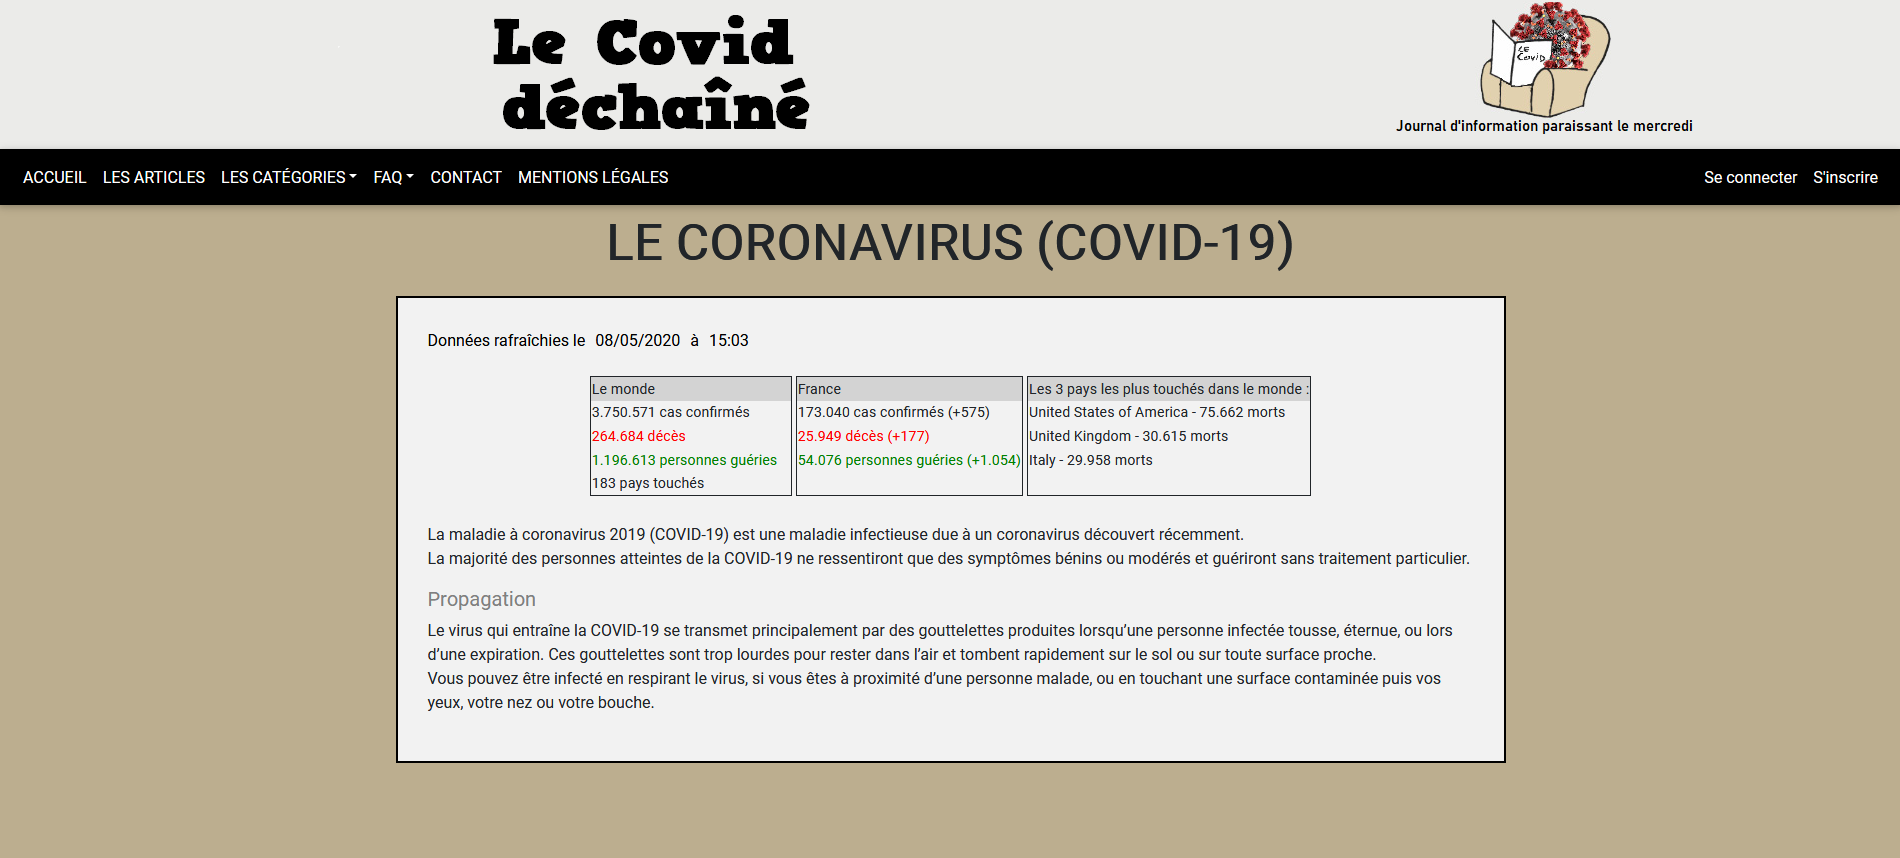 Le Covid
déchaîné
LE
Covid
Journal d'information paraissant le mercredi
ACCUEIL LES ARTICLES LES CATÉGORIES FAQ CONTACT MENTIONS LÉGALES Se connecter S'inscrire
LE CORONAVIRUS (COVID-19)
Données rafraîchies le 08/05/2020 à 15:03
Le monde
3.750.571 cas confirmés
264.684 décès
1.196.613 personnes guéries
183 pays touchés
France
173.040 cas confirmés (+575)
25.949 décès (+177)
54.076 personnes guéries (+1.054)
Les 3 pays les plus touchés dans le monde :
United States of America - 75.662 morts
United Kingdom - 30.615 morts
Italy - 29.958 morts
La maladie à coronavirus 2019 (COVID-19) est une maladie infectieuse due à un coronavirus découvert récemment.
La majorité des personnes atteintes de la COVID-19 ne ressentiront que des symptômes bénins ou modérés et guériront sans traitement particulier.
Propagation
Le virus qui entraîne la COVID-19 se transmet principalement par des gouttelettes produites lorsqu’une personne infectée tousse, éternue, ou lors
d’une expiration. Ces gouttelettes sont trop lourdes pour rester dans l’air et tombent rapidement sur le sol ou sur toute surface proche.
Vous pouvez être infecté en respirant le virus, si vous êtes à proximité d’une personne malade, ou en touchant une surface contaminée puis vos
yeux, votre nez ou votre bouche.